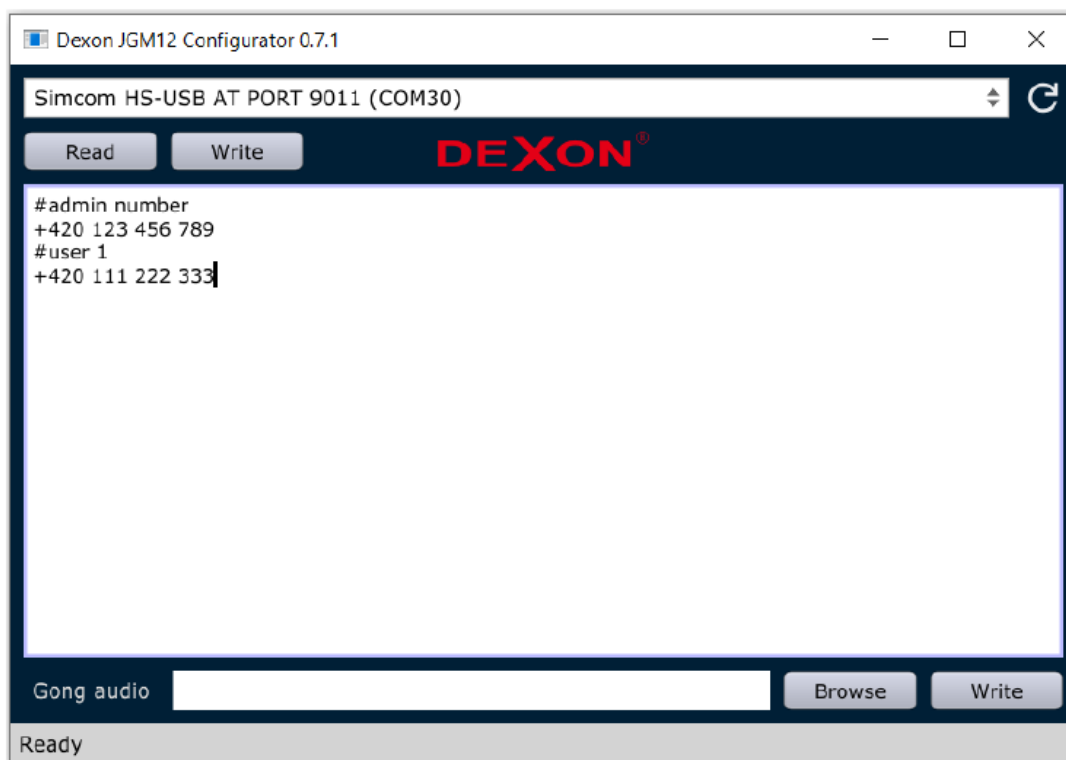 Dexon JGM12 Configurator 0.7.1
Simcom HS-USB AT PORT 9011 (COM30)
Read Write DEXON®
#admin number
+420 123 456 789
#user 1
+420 111 222 333
Gong audio Browse Write
Ready